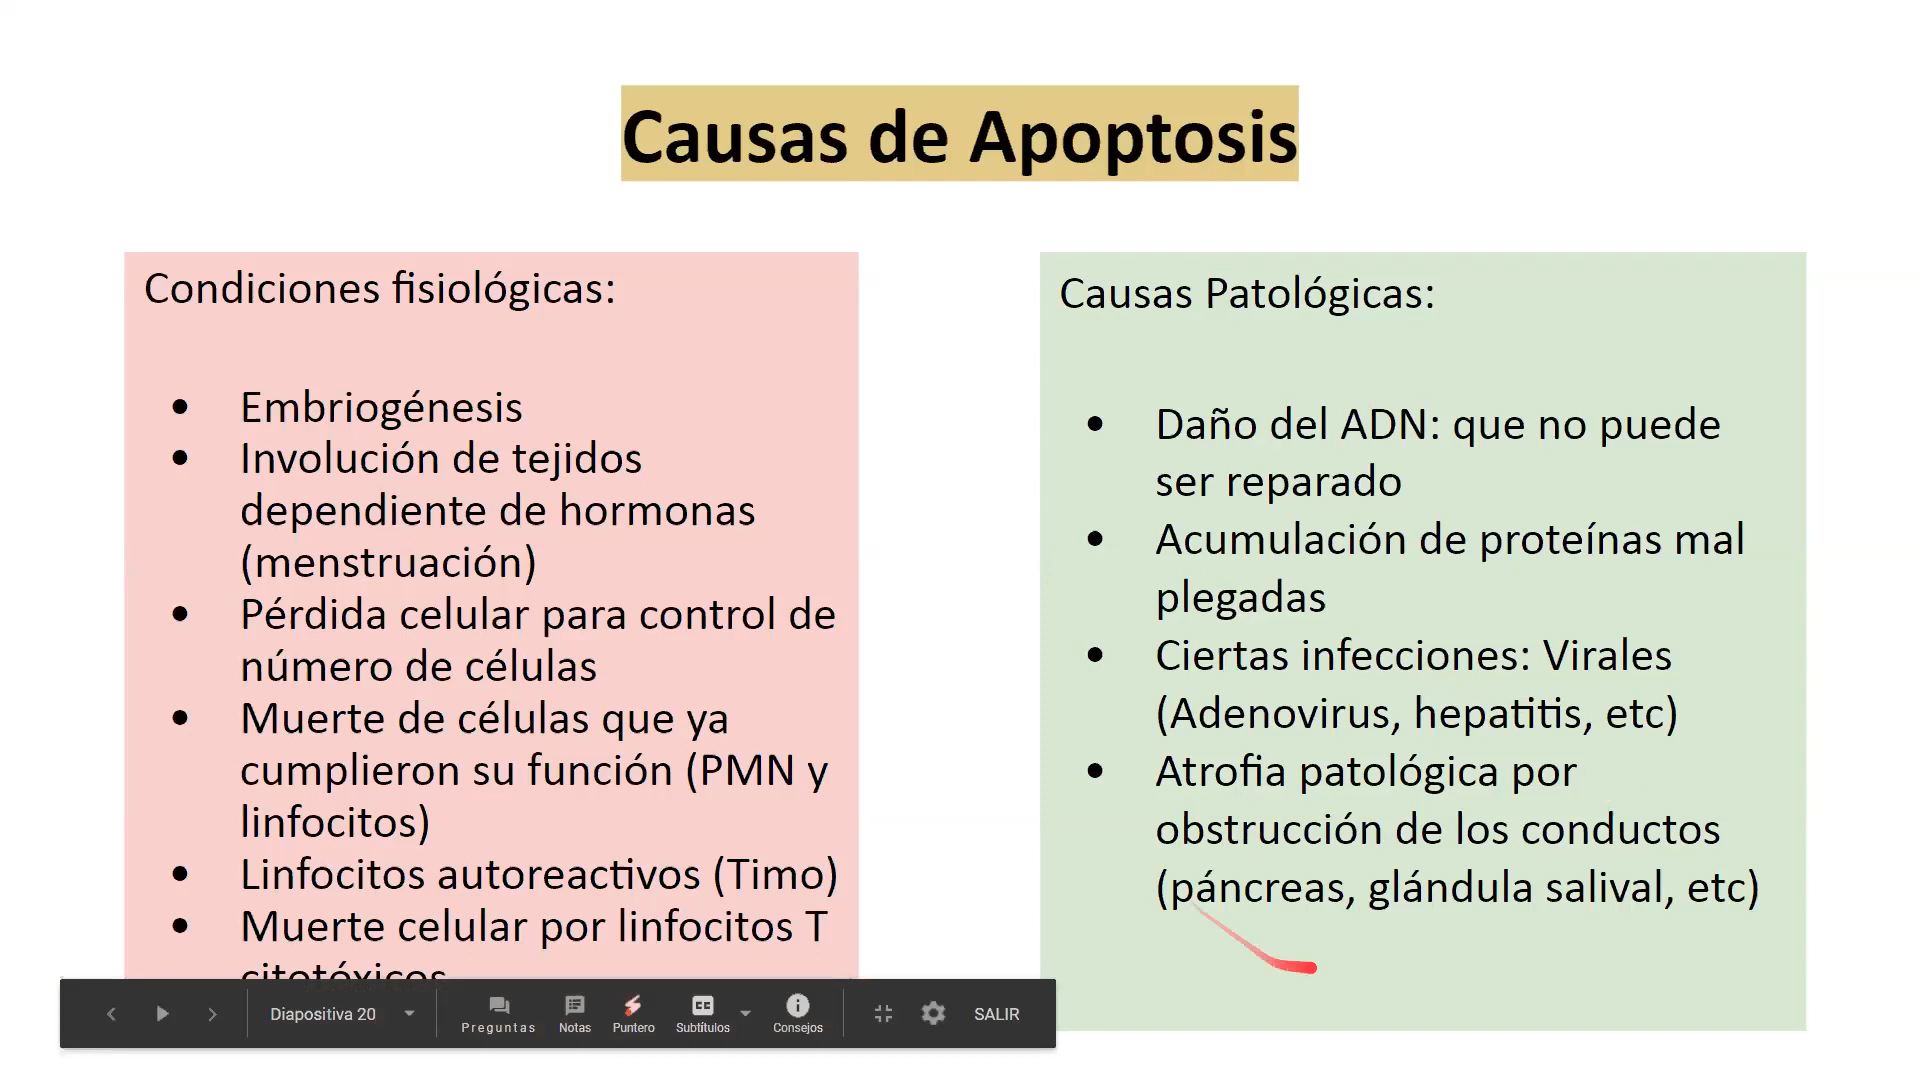 Causas de Apoptosis
Condiciones fisiológicas:
• Embriogénesis
• Involución de tejidos
dependiente de hormonas
(menstruación)
• Pérdida celular para control de
número de células
• Muerte de células que ya
cumplieron su función (PMN y
linfocitos)
• Linfocitos autoreactivos (Timo)
• Muerte celular por linfocitos T
citotóxicos
Causas Patológicas:
• Daño del ADN: que no puede
ser reparado
• Acumulación de proteínas mal
plegadas
• Ciertas infecciones: Virales
(Adenovirus, hepatitis, etc)
• Atrofia patológica por
obstrucción de los conductos
(páncreas, glándula salival, etc)
Diapositiva 20
Preguntas
Notas
Puntero
CC
Subtítulos
Consejos
SALIR